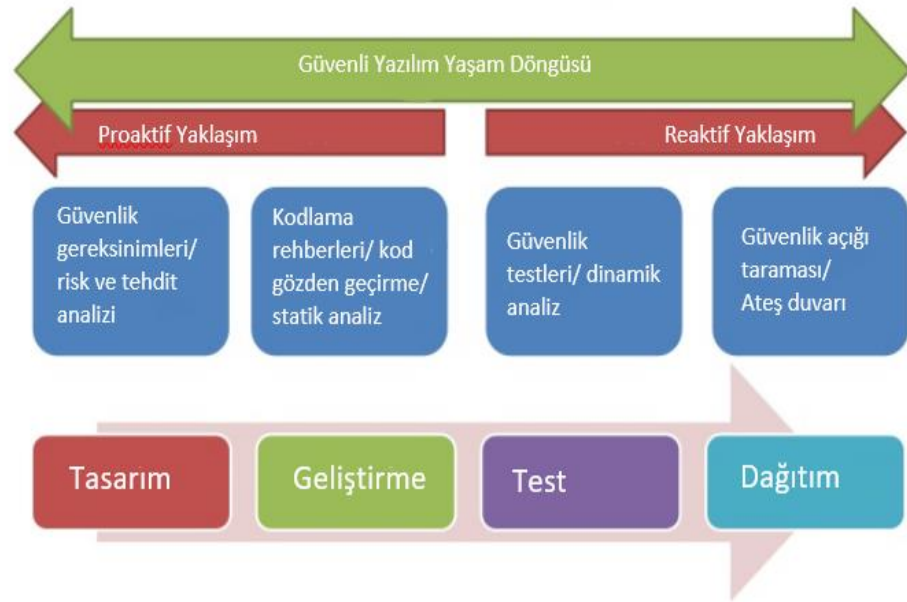 Güvenli Yazılım Yaşam Döngüsü
Proaktif Yaklaşım
Reaktif Yaklaşım
Güvenlik
gereksinimleri/
risk ve tehdit
analizi
Kodlama
rehberleri/ kod
gözden geçirme/
statik analiz
Güvenlik
testleri/ dinamik
analiz
Güvenlik açığı
taraması/
Ateş duvarı
Tasarım
Geliştirme
Test
Dağıtım